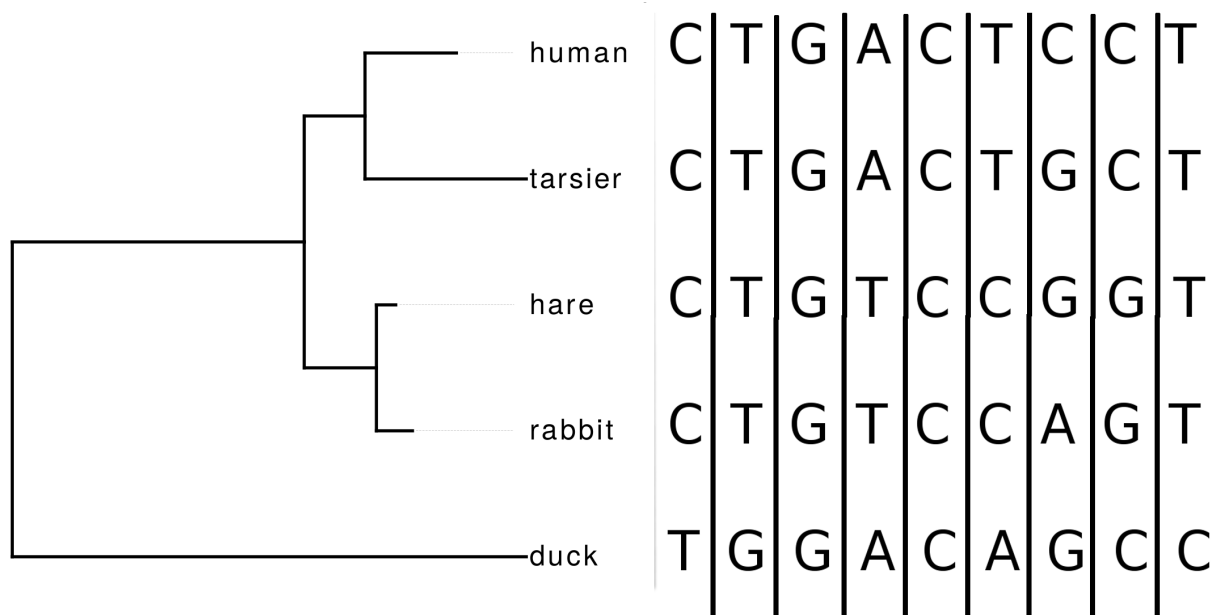 human C T G A C T C C T
tarsier C T G A C T G C T
hare C T G T C C G G T
rabbit C T G T C C A G T
duck T G G A C A G C C